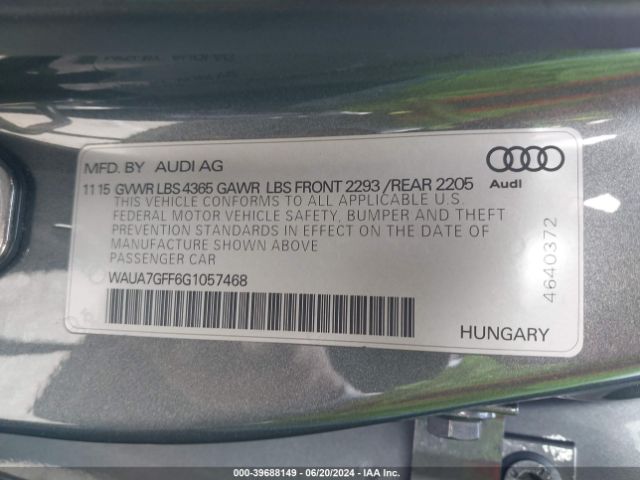 MFD. BY AUDI AG
11 15 GVWR LBS 4365 GAWR LBS FRONT 2293 /REAR 2205
THIS VEHICLE CONFORMS TO ALL APPLICABLE U.S.
FEDERAL MOTOR VEHICLE SAFETY, BUMPER AND THEFT
PREVENTION STANDARDS IN EFFECT ON THE DATE OF
MANUFACTURE SHOWN ABOVE
PASSENGER CAR
WAUA7GFF6G1057468
Audi
4640372
HUNGARY
000-39688149 - 06/20/2024 - IAA Inc.